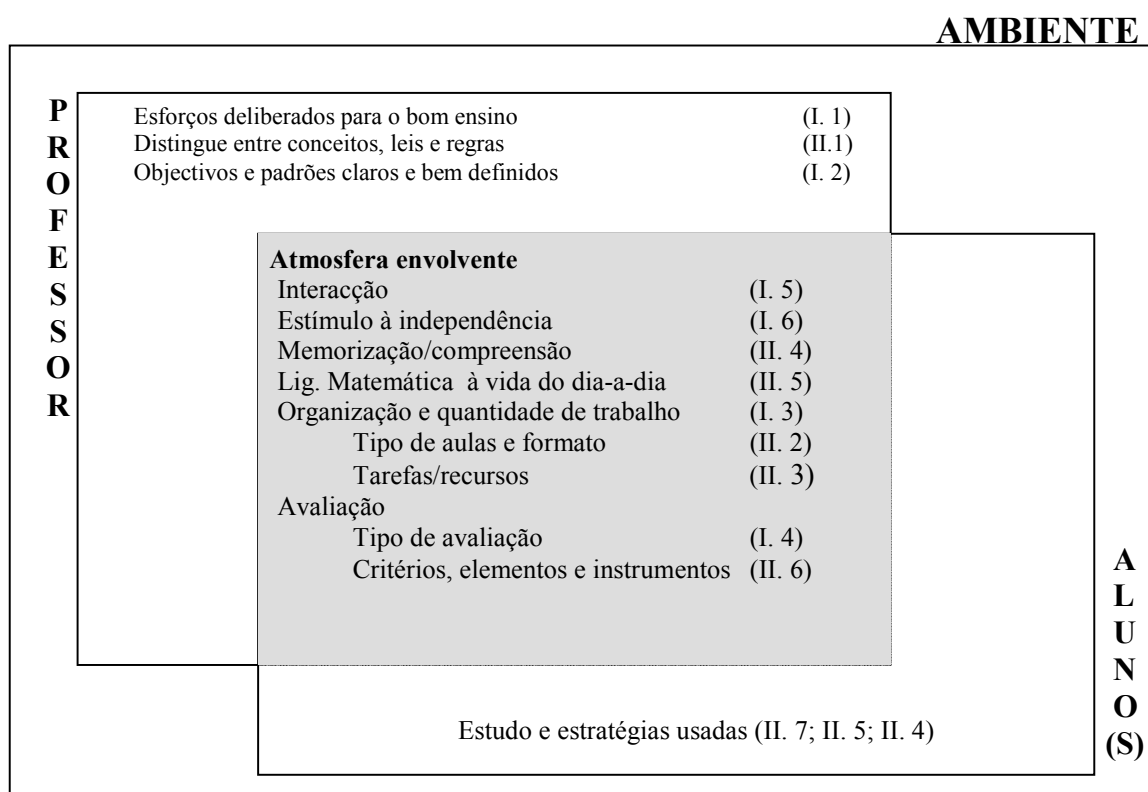 AMBIENTE
PROFESSOR
Esforços deliberados para o bom ensino (I. 1)
Distingue entre conceitos, leis e regras (II.1)
Objectivos e padrões claros e bem definidos (I. 2)
Atmosfera envolvente
Interacção (I. 5)
Estímulo à independência (I. 6)
Memorização/compreensão (II. 4)
Lig. Matemática à vida do dia-a-dia (II. 5)
Organização e quantidade de trabalho (I. 3)
Tipo de aulas e formato (II. 2)
Tarefas/recursos (II. 3)
Avaliação
Tipo de avaliação (I. 4)
Critérios, elementos e instrumentos (II. 6)
ALUNO(S)
Estudo e estratégias usadas (II. 7; II. 5; II. 4)